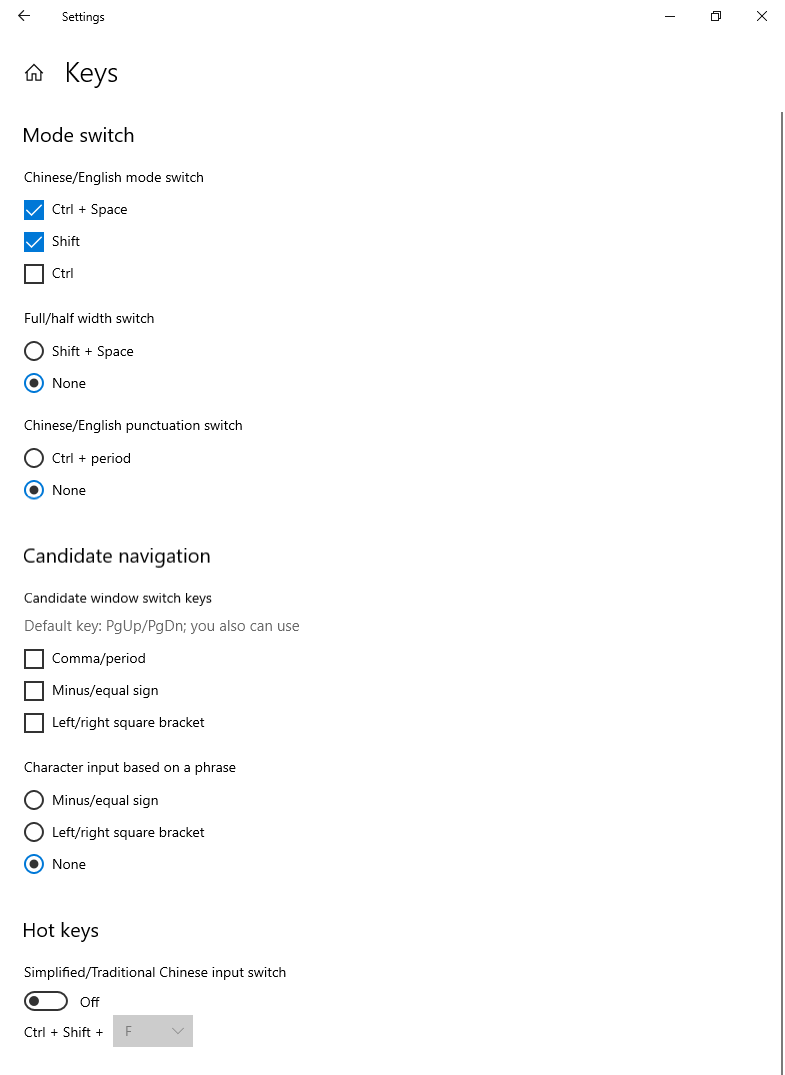 Settings
Keys
Mode switch
Chinese/English mode switch
Ctrl + Space
Shift
Ctrl
Full/half width switch
Shift + Space
None
Chinese/English punctuation switch
Ctrl + period
None
Candidate navigation
Candidate window switch keys
Default key: PgUp/PgDn; you also can use
Comma/period
Minus/equal sign
Left/right square bracket
Character input based on a phrase
Minus/equal sign
Left/right square bracket
None
Hot keys
Simplified/Traditional Chinese input switch
Off
Ctrl + Shift + F